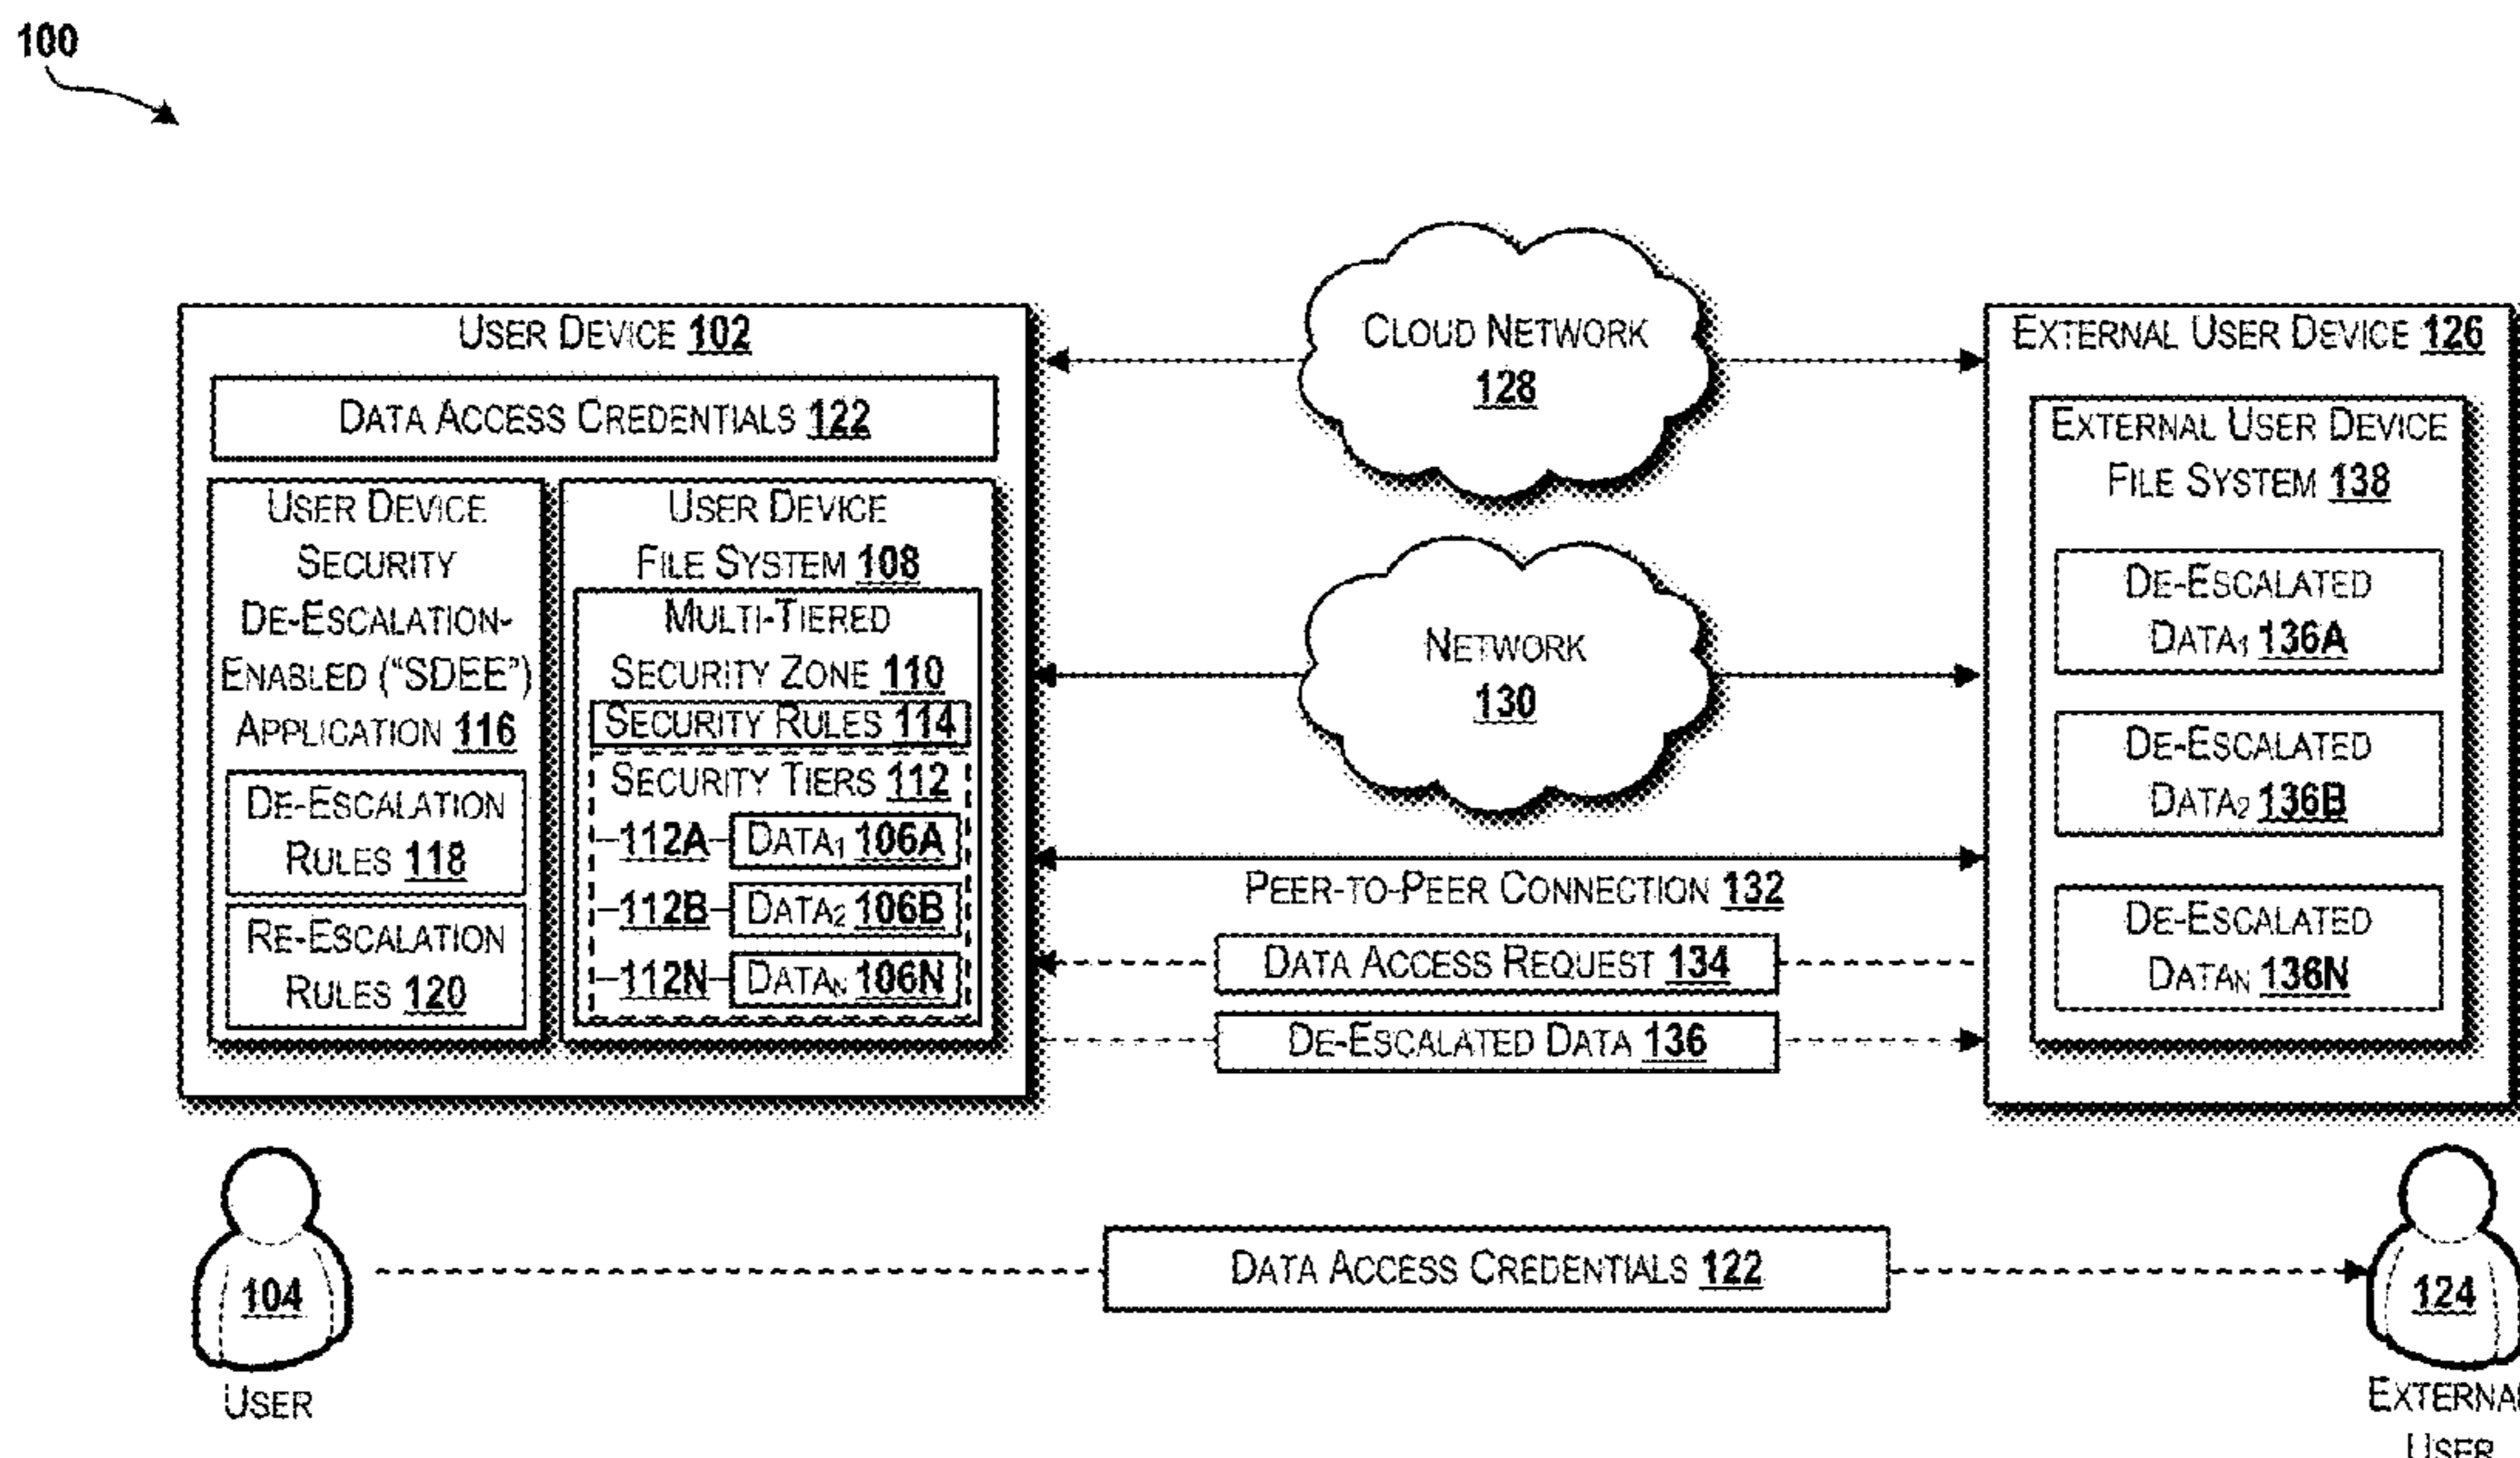 100
USER DEVICE 102
DATA ACCESS CREDENTIALS 122
USER DEVICE
SECURITY
DE-ESCALATION-
ENABLED ("SDEE")
APPLICATION 116
DE-ESCALATION
RULES 118
RE-ESCALATION
RULES 120
USER DEVICE
FILE SYSTEM 108
MULTI-TIERED
SECURITY ZONE 110
SECURITY RULES 114
SECURITY TIERS 112
112A DATA1 106A
112B DATA2 106B
112N DATAN 106N
CLOUD NETWORK
128
NETWORK
130
PEER-TO-PEER CONNECTION 132
DATA ACCESS REQUEST 134
DE-ESCALATED DATA 136
EXTERNAL USER DEVICE 126
EXTERNAL USER DEVICE
FILE SYSTEM 138
DE-ESCALATED
DATA1 136A
DE-ESCALATED
DATA2 136B
DE-ESCALATED
DATAN 136N
104
USER
DATA ACCESS CREDENTIALS 122
124
EXTERNAL
USER